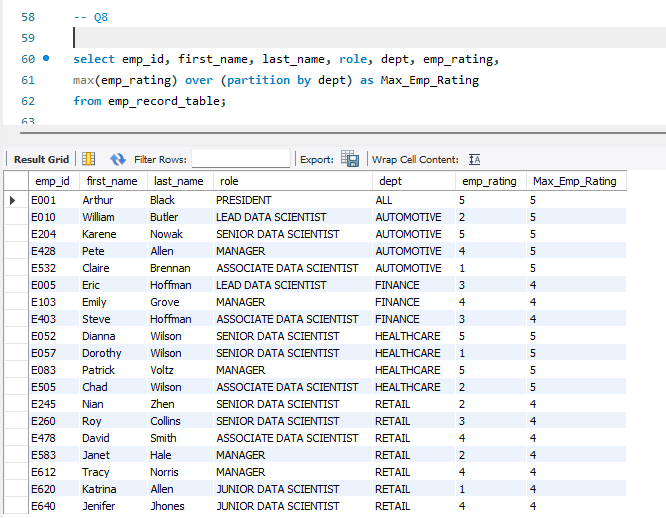 58 -- Q8
59
60 select emp_id, first_name, last_name, role, dept, emp_rating,
61 max(emp_rating) over (partition by dept) as Max_Emp_Rating
62 from emp_record_table;
63
Result Grid Filter Rows: Export: Wrap Cell Content: IA
emp_id first_name last_name role dept emp_rating Max_Emp_Rating
E001 Arthur Black PRESIDENT ALL 5 5
E010 William Butler LEAD DATA SCIENTIST AUTOMOTIVE 2 5
E204 Karene Nowak SENIOR DATA SCIENTIST AUTOMOTIVE 5 5
E428 Pete Allen MANAGER AUTOMOTIVE 4 5
E532 Claire Brennan ASSOCIATE DATA SCIENTIST AUTOMOTIVE 1 5
E005 Eric Hoffman LEAD DATA SCIENTIST FINANCE 3 4
E103 Emily Grove MANAGER FINANCE 4 4
E403 Steve Hoffman ASSOCIATE DATA SCIENTIST FINANCE 3 4
E052 Dianna Wilson SENIOR DATA SCIENTIST HEALTHCARE 5 5
E057 Dorothy Wilson SENIOR DATA SCIENTIST HEALTHCARE 1 5
E083 Patrick Voltz MANAGER HEALTHCARE 5 5
E505 Chad Wilson ASSOCIATE DATA SCIENTIST HEALTHCARE 2 5
E245 Nian Zhen SENIOR DATA SCIENTIST RETAIL 2 4
E260 Roy Collins SENIOR DATA SCIENTIST RETAIL 3 4
E478 David Smith ASSOCIATE DATA SCIENTIST RETAIL 4 4
E583 Janet Hale MANAGER RETAIL 2 4
E612 Tracy Norris MANAGER RETAIL 4 4
E620 Katrina Allen JUNIOR DATA SCIENTIST RETAIL 1 4
E640 Jenifer Jhones JUNIOR DATA SCIENTIST RETAIL 4 4